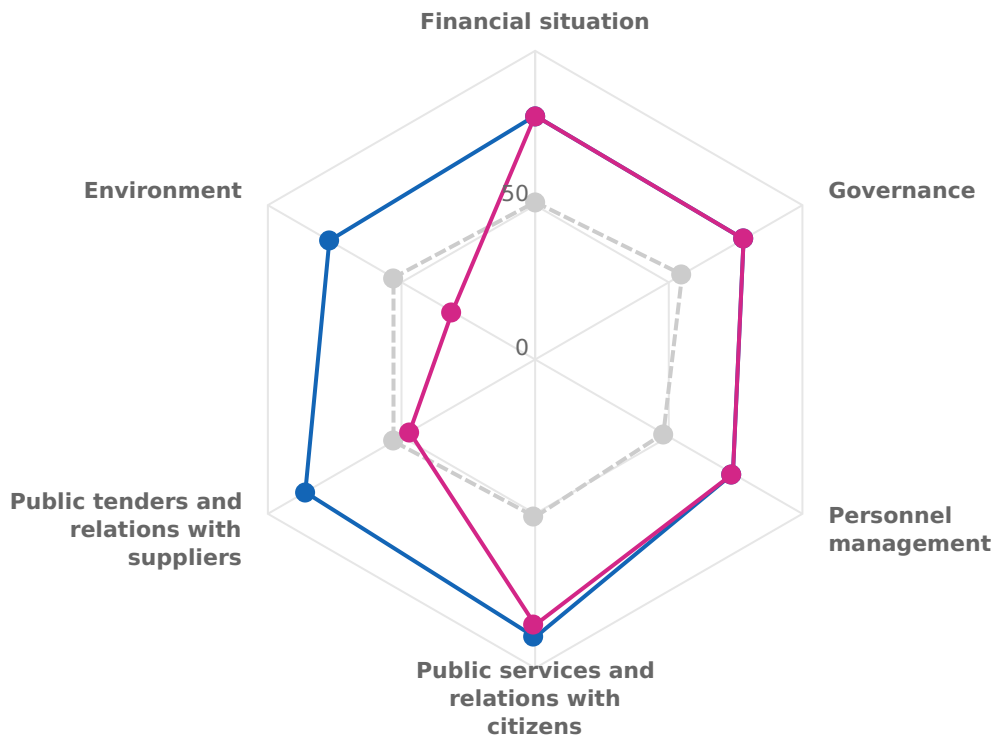 Financial situation
Environment
50
Governance
0
Public tenders and
relations with
suppliers
Personnel
management
Public services and
relations with
citizens